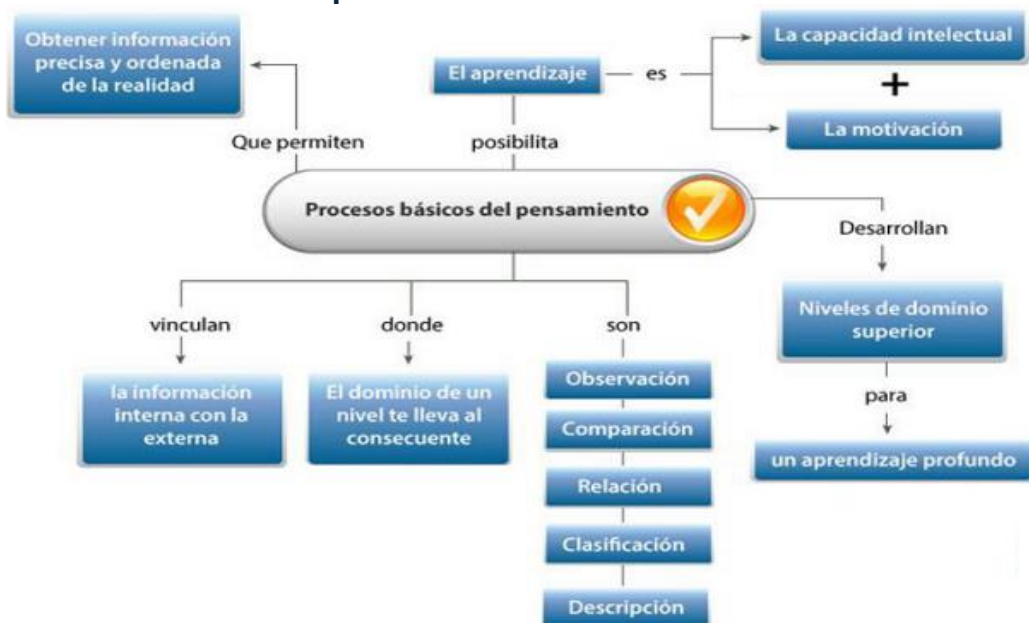 Obtener información
precisa y ordenada
de la realidad
El aprendizaje
es
La capacidad intelectual
+
La motivación
Que permiten
posibilita
Procesos básicos del pensamiento
Desarrollan
Niveles de dominio
superior
para
un aprendizaje profundo
vinculan
la información
interna con la
externa
donde
El dominio de un
nivel te lleva al
consecuente
son
Observación
Comparación
Relación
Clasificación
Descripción